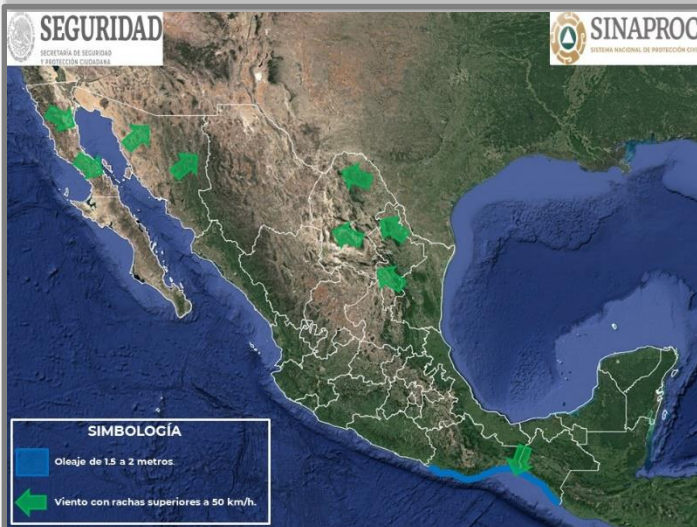 SEGURIDAD
SECRETARÍA DE SEGURIDAD
Y PROTECCIÓN CIUDADANA
SINAPROC
SISTEMA NACIONAL DE PROTECCIÓN CIVI
SIMBOLOGÍA
Oleaje de 1.5 a 2 metros
Viento con rachas superiores a 50 km/h.